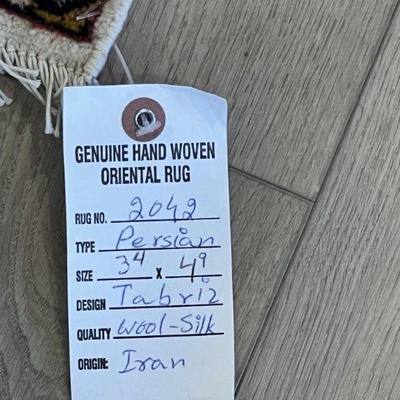 GENUINE HAND WOVEN
ORIENTAL RUG
RUG NO. 2042
TYPE Persian
SIZE 3⁴ x 4⁹
DESIGN Tabriz
QUALITY Wool-Silk
ORIGIN: Iran